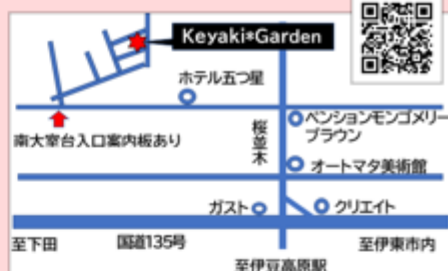 Keyaki*Garden
ホテル五つ星
南大室台入口案内板あり
桜並木
ペンションモンゴメリー
ブラウン
オートマタ美術館
ガスト
クリエイト
至下田
国道135号
至伊東市内
至伊豆高原駅